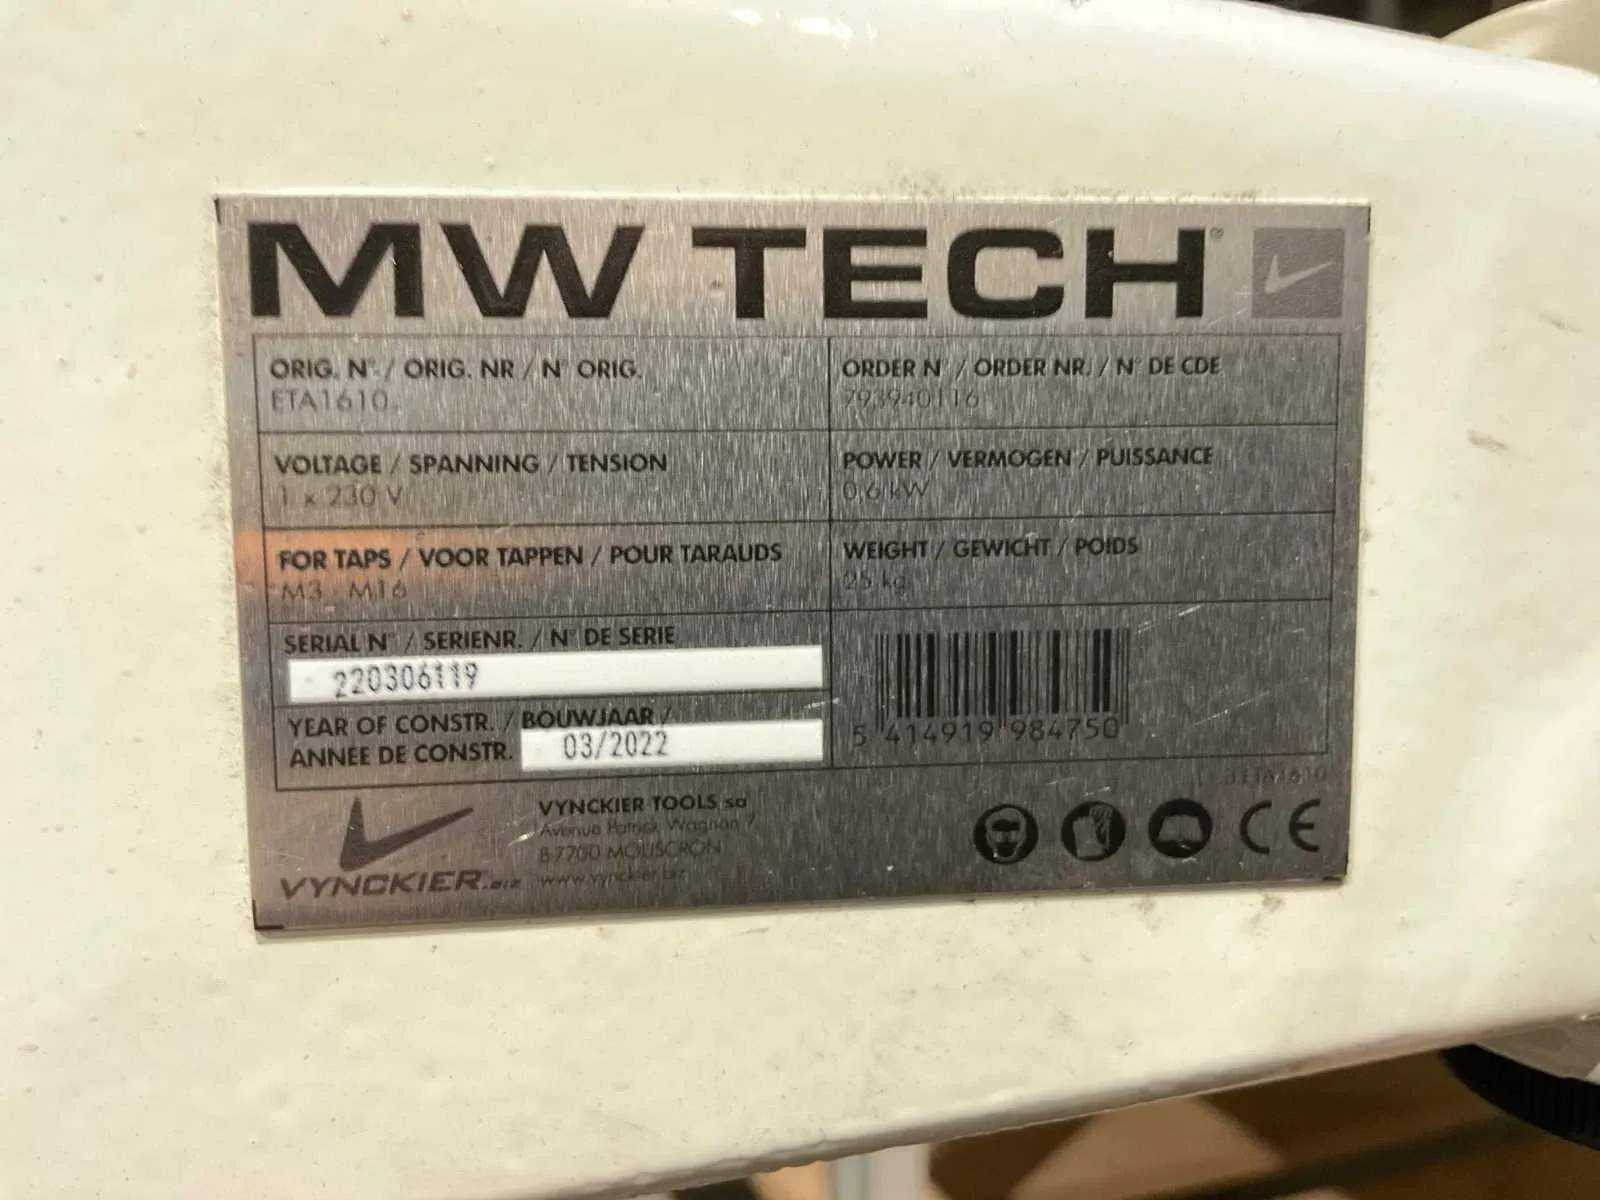 MW TECH®
ORIG. N° / ORIG. NR / N° ORIG.
ETA1610
ORDER N° / ORDER NR. / N° DE CDE
793940116
VOLTAGE / SPANNING / TENSION
1 x 230 V
POWER / VERMOGEN / PUISSANCE
0.6 kW
FOR TAPS / VOOR TAPPEN / POUR TARAUDS
M3 - M16
WEIGHT / GEWICHT / POIDS
25 kg
SERIAL N° / SERIENR. / N° DE SERIE
220306119
YEAR OF CONSTR. / BOUWJAAR /
ANNEE DE CONSTR.
03/2022
5 414919 984750
VYNCKIER.BIZ
VYNCKIER TOOLS sa
Avenue Patrick Wagnon 7
B-7700 MOUSCRON
www.vynckier.biz
CE